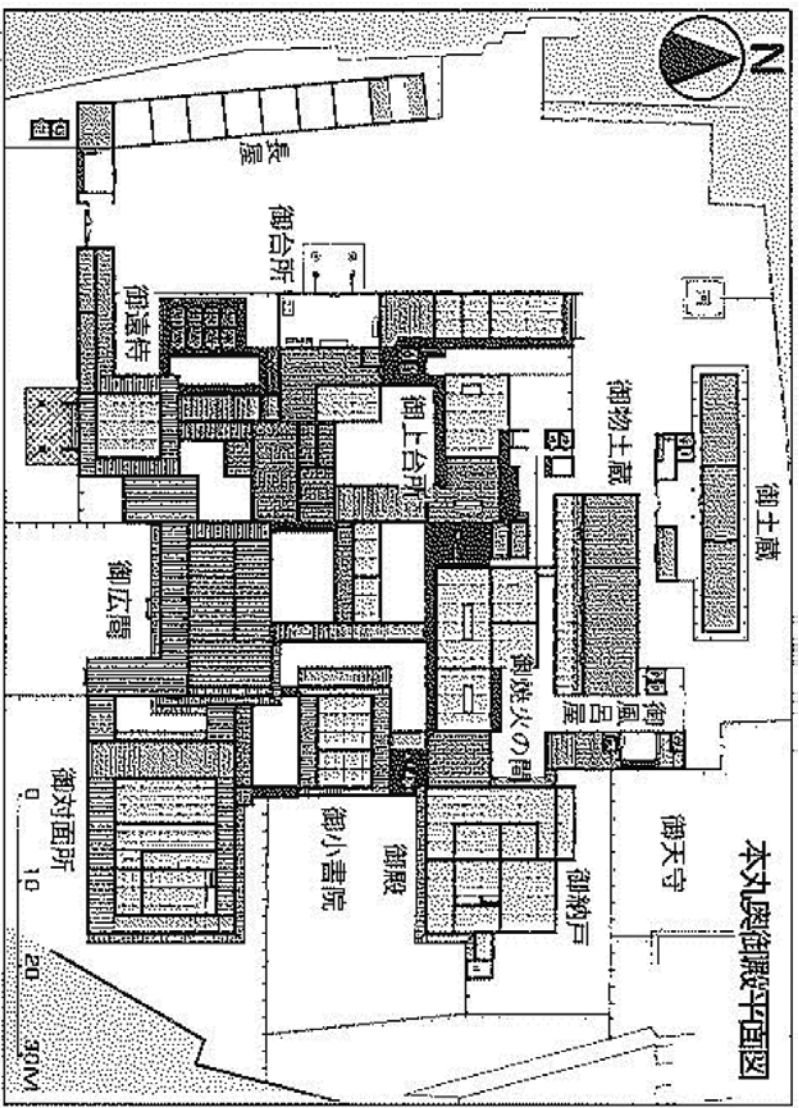 本丸奥御殿平面図
N
長屋
御台所
御遠侍
御上台所
御物土蔵
御土蔵
御広間
御焼火の間
御風呂屋
御対面所
御小書院
御殿
御納戸
御天守
0 10 20 30M